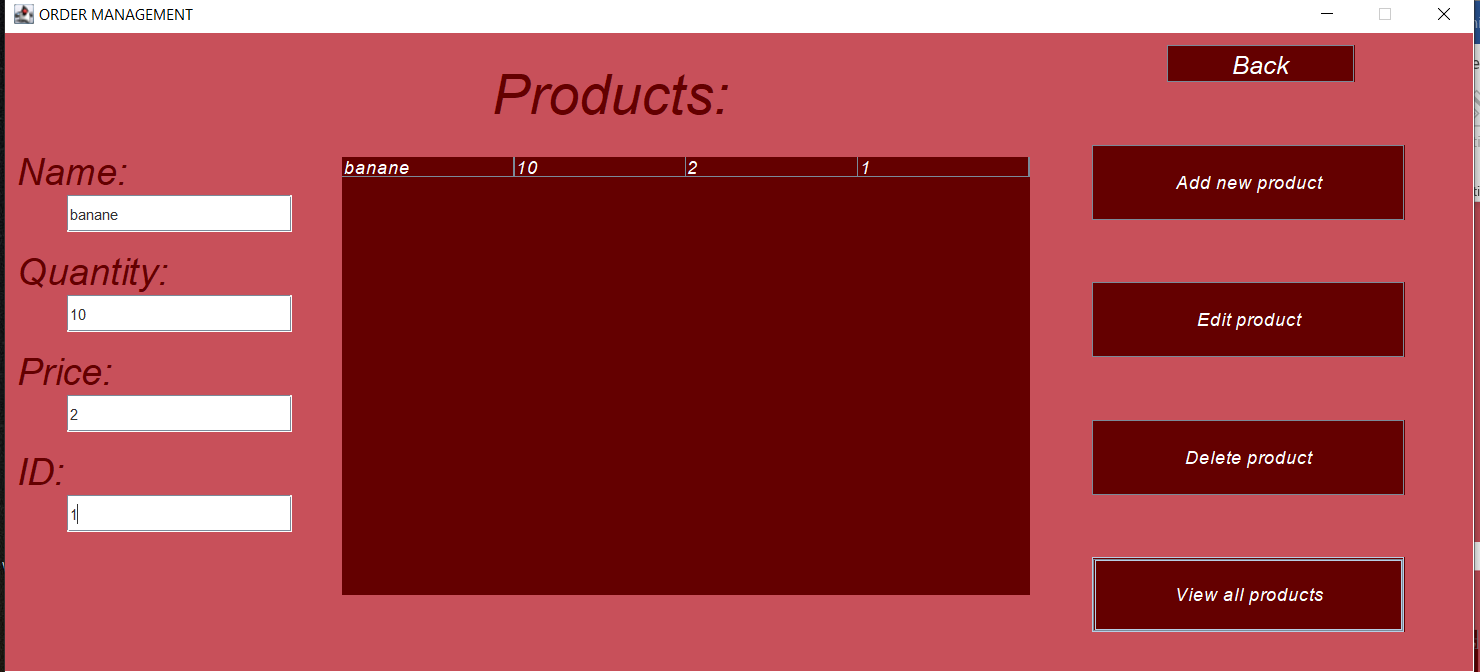 ORDER MANAGEMENT
Back
Products:
Name:
banane
Quantity:
10
Price:
2
ID:
1
banane 10 2 1
Add new product
Edit product
Delete product
View all products